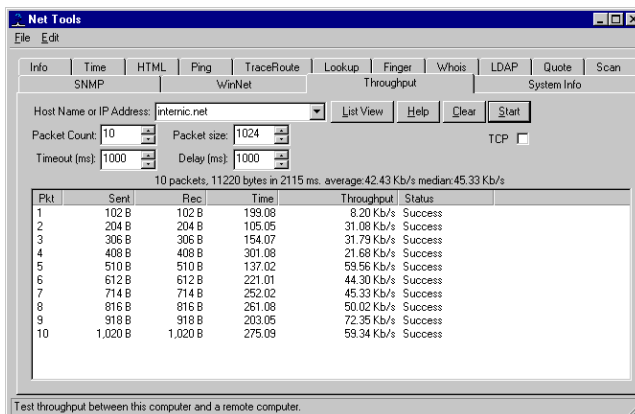 Net Tools
File Edit
Info Time HTML Ping TraceRoute Lookup Finger Whois LDAP Quote Scan
SNMP WinNet Throughput System Info
Host Name or IP Address: internic.net List View Help Clear Start
Packet Count: 10 Packet size: 1024 TCP
Timeout (ms): 1000 Delay (ms): 1000
10 packets, 11220 bytes in 2115 ms. average:42.43 Kb/s median:45.33 Kb/s
Pkt Sent Rec Time Throughput Status
1 102 B 102 B 199.08 8.20 Kb/s Success
2 204 B 204 B 105.05 31.08 Kb/s Success
3 306 B 306 B 154.07 31.79 Kb/s Success
4 408 B 408 B 301.08 21.68 Kb/s Success
5 510 B 510 B 137.02 59.56 Kb/s Success
6 612 B 612 B 221.01 44.30 Kb/s Success
7 714 B 714 B 252.02 45.33 Kb/s Success
8 816 B 816 B 261.08 50.02 Kb/s Success
9 918 B 918 B 203.05 72.35 Kb/s Success
10 1,020 B 1,020 B 275.09 59.34 Kb/s Success
Test throughput between this computer and a remote computer.